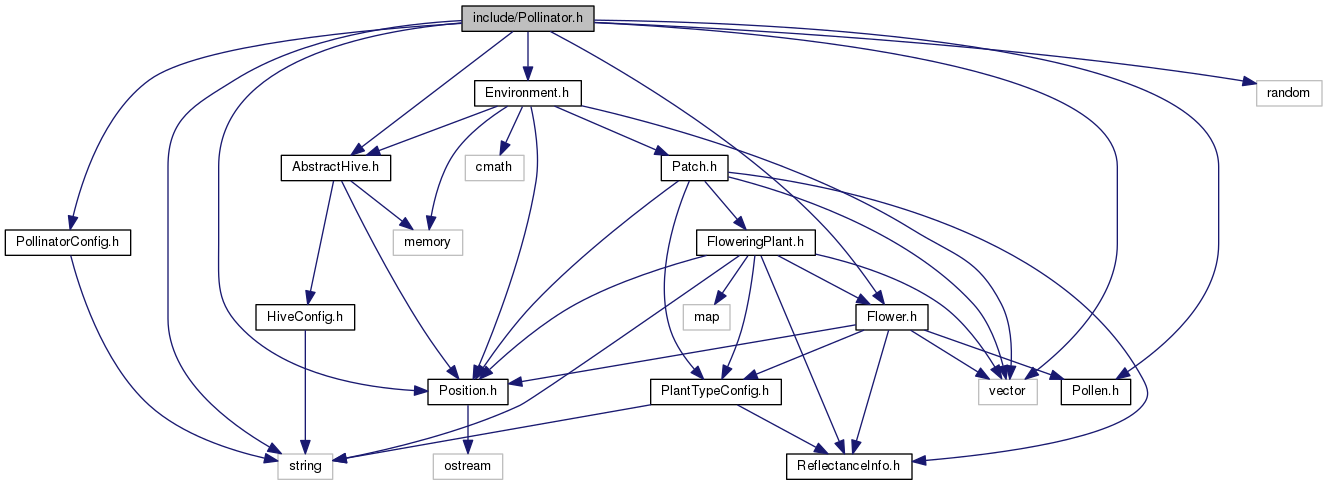 include/Pollinator.h
Environment.h
random
AbstractHive.h
cmath
Patch.h
PollinatorConfig.h
memory
FloweringPlant.h
HiveConfig.h
map
Flower.h
Position.h
PlantTypeConfig.h
vector
Pollen.h
string
ostream
ReflectanceInfo.h